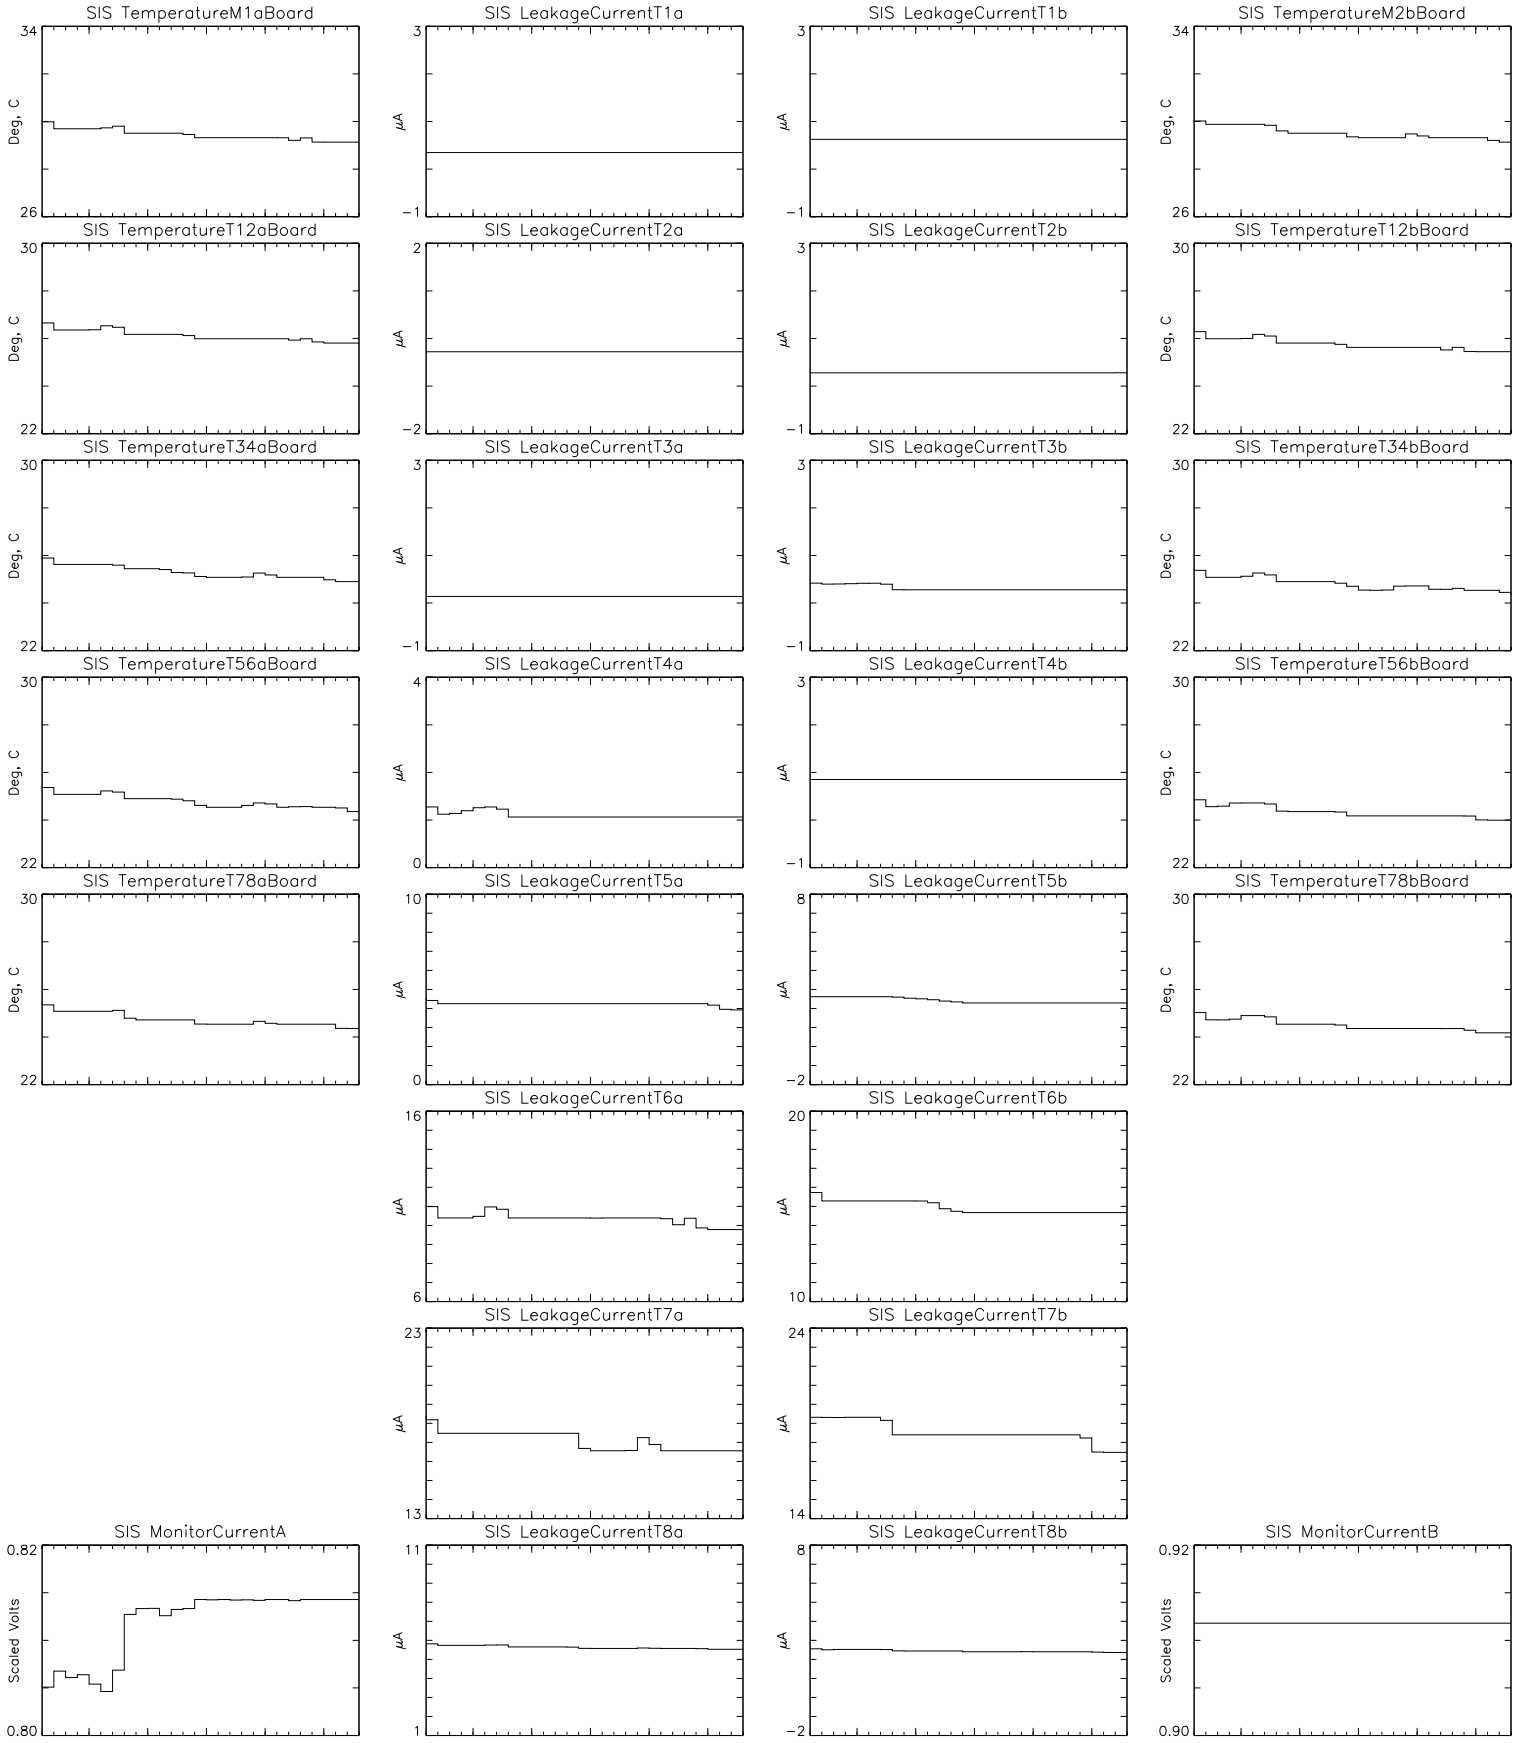 SIS TemperatureM1aBoard
34
Deg, C
26
SIS LeakageCurrentT1a
3
μA
−1
SIS LeakageCurrentT1b
3
μA
−1
SIS TemperatureM2bBoard
34
Deg, C
26
SIS TemperatureT12aBoard
30
Deg, C
22
SIS LeakageCurrentT2a
2
μA
−2
SIS LeakageCurrentT2b
3
μA
−1
SIS TemperatureT12bBoard
30
Deg, C
22
SIS TemperatureT34aBoard
30
Deg, C
22
SIS LeakageCurrentT3a
3
μA
−1
SIS LeakageCurrentT3b
3
μA
−1
SIS TemperatureT34bBoard
30
Deg, C
22
SIS TemperatureT56aBoard
30
Deg, C
22
SIS LeakageCurrentT4a
4
μA
0
SIS LeakageCurrentT4b
3
μA
−1
SIS TemperatureT56bBoard
30
Deg, C
22
SIS TemperatureT78aBoard
30
Deg, C
22
SIS LeakageCurrentT5a
10
μA
0
SIS LeakageCurrentT5b
8
μA
−2
SIS TemperatureT78bBoard
30
Deg, C
22
SIS LeakageCurrentT6a
16
μA
6
SIS LeakageCurrentT6b
20
μA
10
SIS LeakageCurrentT7a
23
μA
13
SIS LeakageCurrentT7b
24
μA
14
SIS MonitorCurrentA
0.82
Scaled Volts
0.80
SIS LeakageCurrentT8a
11
μA
1
SIS LeakageCurrentT8b
8
μA
−2
SIS MonitorCurrentB
0.92
Scaled Volts
0.90